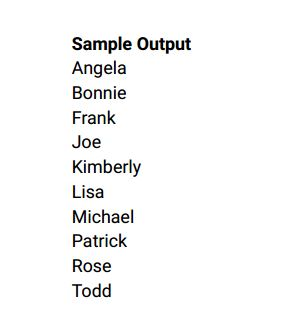 Sample Output
Angela
Bonnie
Frank
Joe
Kimberly
Lisa
Michael
Patrick
Rose
Todd